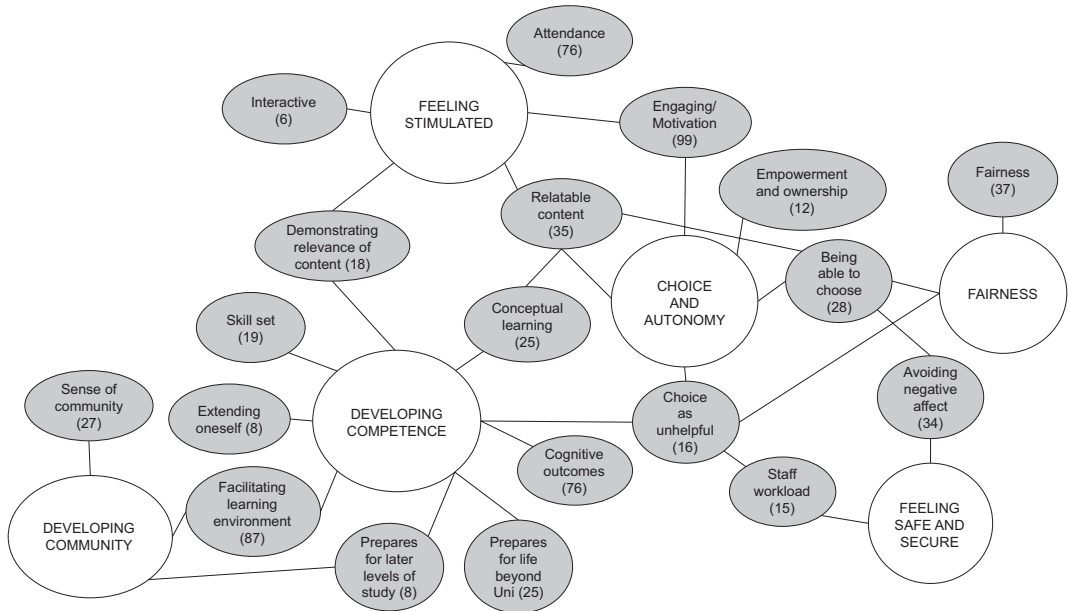 Attendance
(76)
Interactive
(6)
FEELING
STIMULATED
Engaging/
Motivation
(99)
Empowerment
and ownership
(12)
Fairness
(37)
Relatable
content
(35)
Demonstrating
relevance of
content (18)
Being
able to
choose
(28)
CHOICE
AND
AUTONOMY
FAIRNESS
Skill set
(19)
Conceptual
learning
(25)
Sense of
community
(27)
Extending
oneself (8)
DEVELOPING
COMPETENCE
Choice
as
unhelpful
(16)
Avoiding
negative
affect
(34)
Cognitive
outcomes
(76)
Staff
workload
(15)
DEVELOPING
COMMUNITY
Facilitating
learning
environment
(87)
FEELING
SAFE AND
SECURE
Prepares
for later
levels of
study (8)
Prepares
for life
beyond
Uni (25)